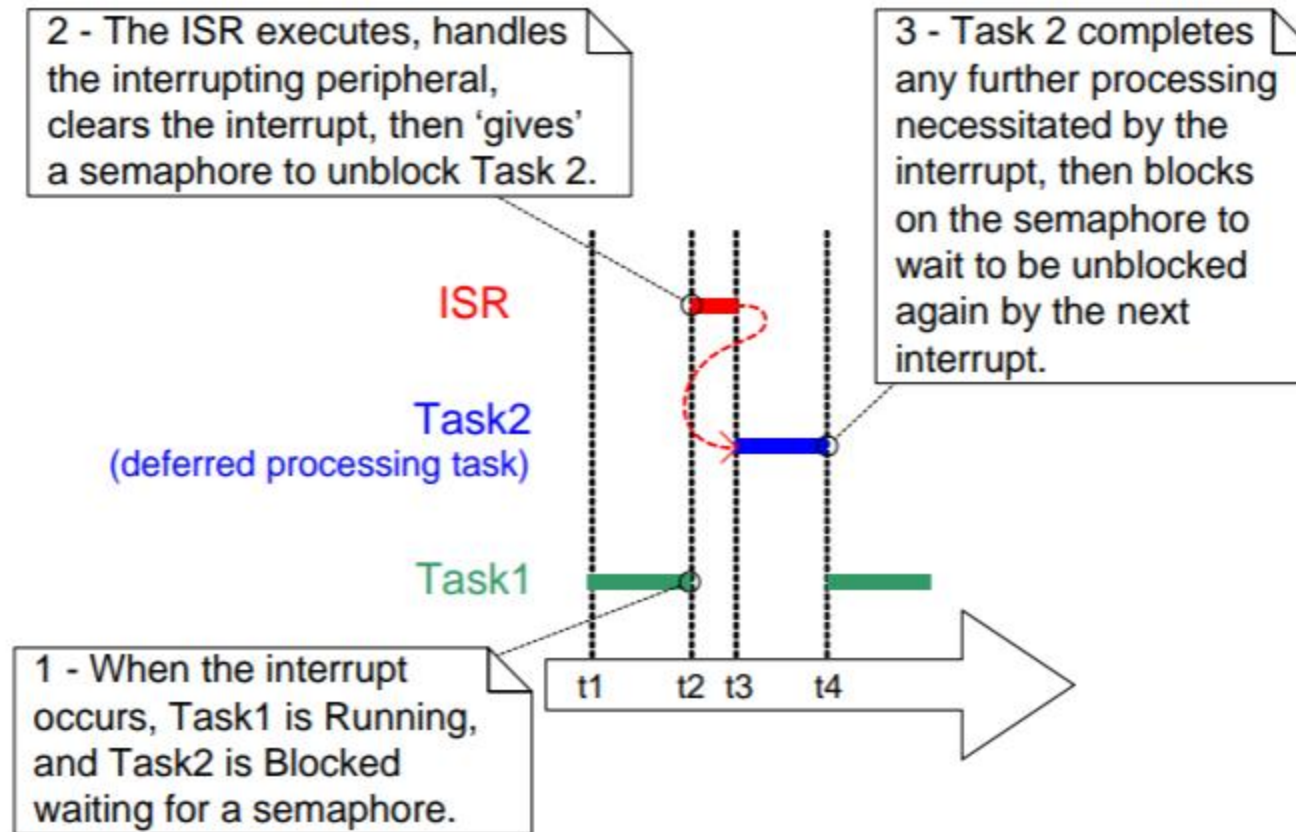 2 - The ISR executes, handles
the interrupting peripheral,
clears the interrupt, then ‘gives’
a semaphore to unblock Task 2.
3 - Task 2 completes
any further processing
necessitated by the
interrupt, then blocks
on the semaphore to
wait to be unblocked
again by the next
interrupt.
ISR
Task2
(deferred processing task)
Task1
1 - When the interrupt
occurs, Task1 is Running,
and Task2 is Blocked
waiting for a semaphore.
t1 t2 t3 t4